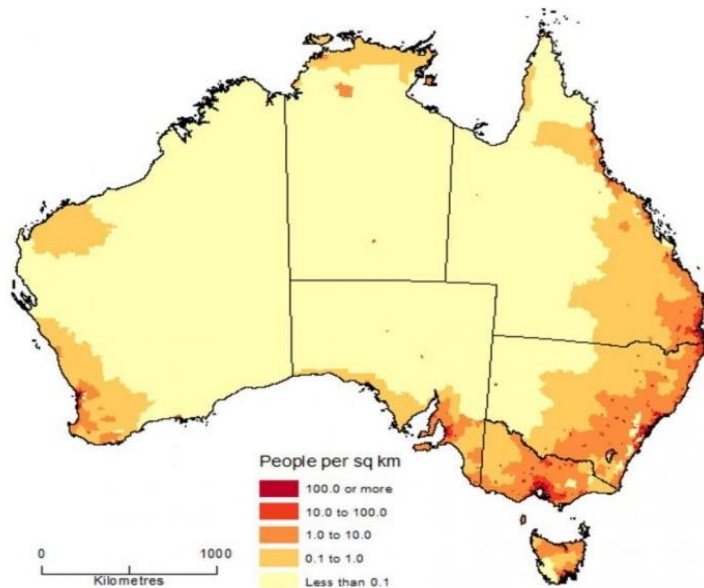 People per sq km
100.0 or more
10.0 to 100.0
1.0 to 10.0
0.1 to 1.0
Less than 0.1
0 1000
Kilometres